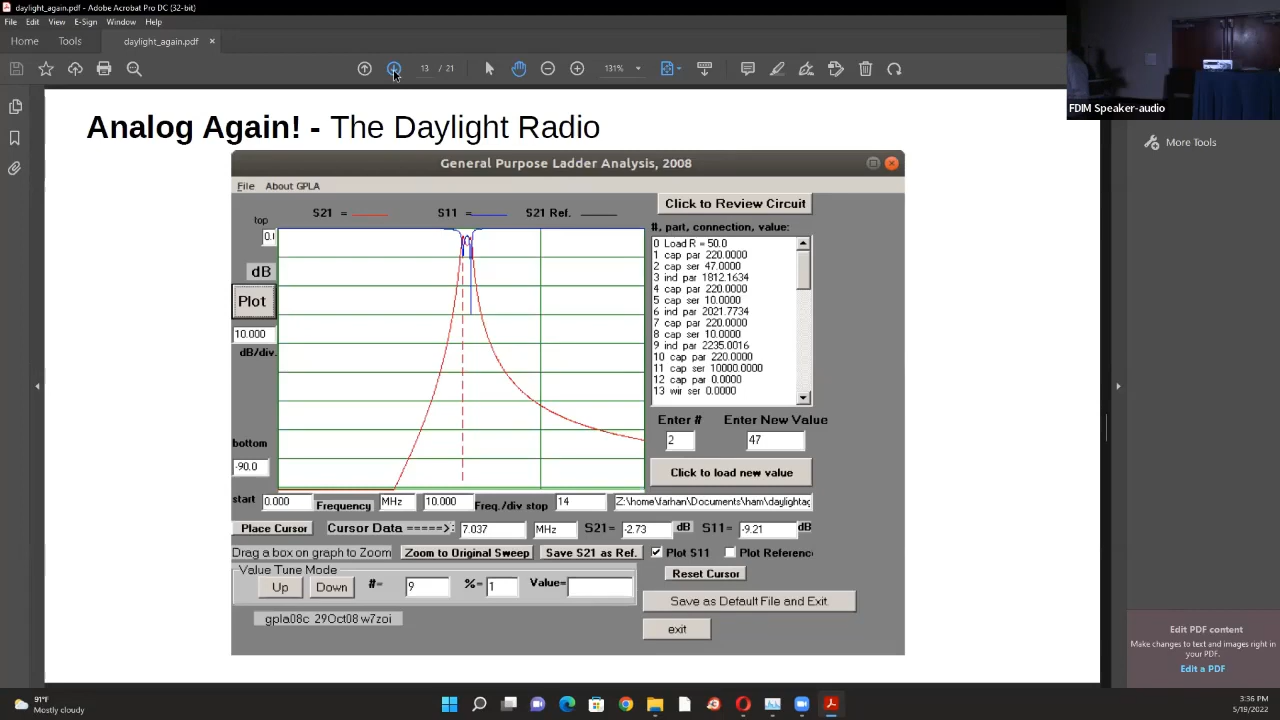 daylight_again.pdf - Adobe Acrobat Pro DC (32-bit)
File Edit View E-Sign Window Help
Home Tools daylight_again.pdf ×
13 / 21 131%
FDIM Speaker-audio
More Tools
Analog Again! - The Daylight Radio
General Purpose Ladder Analysis, 2008
File About GPLA
S21 = S11 = S21 Ref.
Click to Review Circuit
top
#, part, connection, value:
0 Load R = 50.0
1 cap par 220.0000
2 cap ser 47.0000
3 ind par 1812.1634
4 cap par 220.0000
5 cap ser 10.0000
6 ind par 2021.7734
7 cap par 220.0000
8 cap ser 10.0000
9 ind par 2235.0016
10 cap par 220.0000
11 cap ser 10000.0000
12 cap par 0.0000
13 wir ser 0.0000
dB
Plot
10.000
dB/div.
Enter # Enter New Value
2 47
bottom
-90.0
Click to load new value
start 0.000 Frequency MHz 10.000 Freq./div stop 14 Z:\home\farhan\Documents\ham\daylightag
Place Cursor Cursor Data =====>: 7.037 MHz S21= -2.73 dB S11= -9.21 dB
Drag a box on graph to Zoom Zoom to Original Sweep Save S21 as Ref. Plot S11 Plot Reference
Value Tune Mode
Reset Cursor
Up Down #= 9 %= 1 Value=
Save as Default File and Exit.
gpla08c 29Oct08 w7zoi
exit
Edit PDF content
Make changes to text and images right in
your PDF.
Edit a PDF
91°F
Mostly cloudy
3:36 PM
5/19/2022